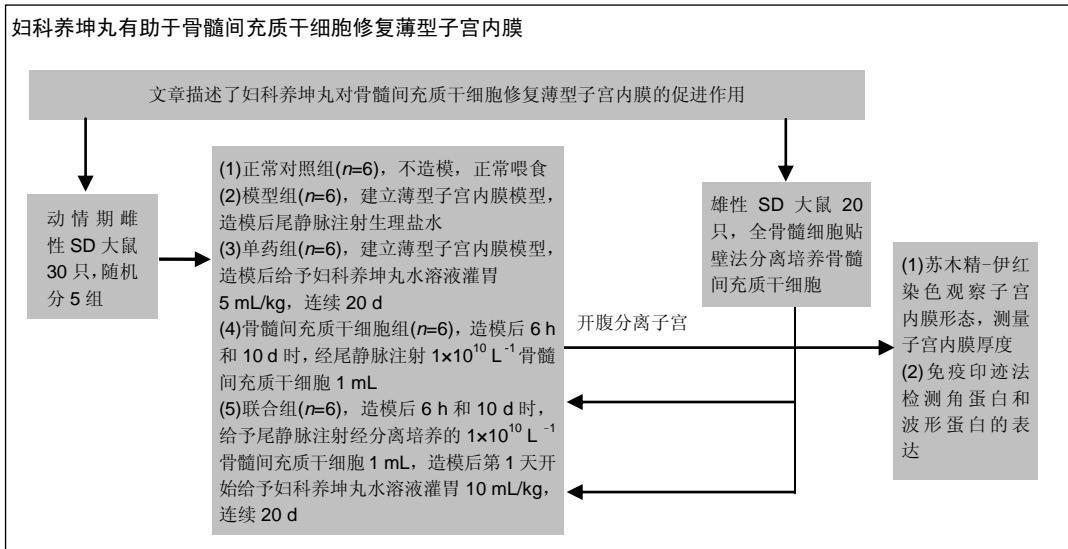 妇科养坤丸有助于骨髓间充质干细胞修复薄型子宫内膜
文章描述了妇科养坤丸对骨髓间充质干细胞修复薄型子宫内膜的促进作用
动情期雌
性 SD 大鼠
30 只，随机
分 5 组
(1)正常对照组(n=6)，不造模，正常喂食
(2)模型组(n=6)，建立薄型子宫内膜模型，
造模后尾静脉注射生理盐水
(3)单药组(n=6)，建立薄型子宫内膜模型，
造模后给予妇科养坤丸水溶液灌胃
5 mL/kg，连续 20 d
(4)骨髓间充质干细胞组(n=6)，造模后 6 h
和 10 d 时，经尾静脉注射 1×10¹⁰ L⁻¹ 骨髓
间充质干细胞 1 mL
(5)联合组(n=6)，造模后 6 h 和 10 d 时，
给予尾静脉注射经分离培养的 1×10¹⁰ L⁻¹
骨髓间充质干细胞 1 mL，造模后第 1 天开
始给予妇科养坤丸水溶液灌胃 10 mL/kg，
连续 20 d
雄性 SD 大鼠 20
只，全骨髓细胞贴
壁法分离培养骨髓
间充质干细胞
开腹分离子宫
(1)苏木精-伊红
染色观察子宫
内膜形态，测量
子宫内膜厚度
(2)免疫印迹法
检测角蛋白和
波形蛋白的表
达